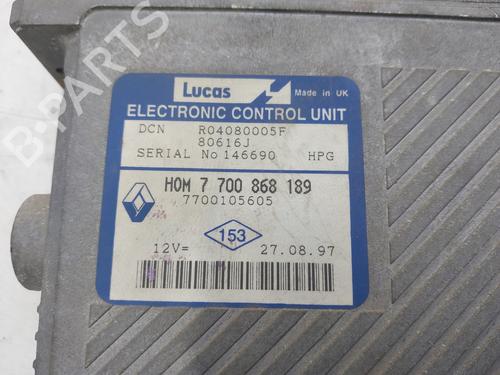 Lucas
Made in UK
ELECTRONIC CONTROL UNIT
DCN R04080005F
80616J
SERIAL No 146690 HPG
HOM 7 700 868 189
7700105605
153
12V= 27.08.97
B-PARTS